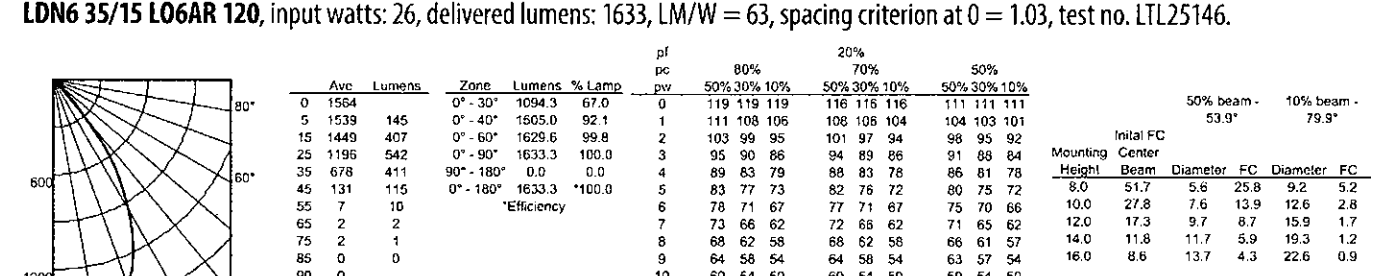 LDN6 35/15 LO6AR 120, input watts: 26, delivered lumens: 1633, LM/W = 63, spacing criterion at 0 = 1.03, test no. LTL25146.
80°
60°
600
Ave Lumens
0 1564
5 1539 145
15 1449 407
25 1196 542
35 678 411
45 131 115
55 7 10
65 2 2
75 2 1
85 0 0
90 0
Zone Lumens % Lamp
0° - 30° 1094.3 67.0
0° - 40° 1505.0 92.1
0° - 60° 1629.6 99.8
0° - 90° 1633.3 100.0
90° - 180° 0.0 0.0
0° - 180° 1633.3 *100.0
*Efficiency
pf 20%
pc 80% 70% 50%
pw 50% 30% 10% 50% 30% 10% 50% 30% 10%
0 119 119 119 116 116 116 111 111 111
1 111 108 106 108 106 104 104 103 101
2 103 99 95 101 97 94 98 95 92
3 95 90 86 94 89 86 91 88 84
4 89 83 79 88 83 78 86 81 78
5 83 77 73 82 76 72 80 75 72
6 78 71 67 77 71 67 75 70 66
7 73 66 62 72 66 62 71 65 62
8 68 62 58 68 62 58 66 61 57
9 64 58 54 64 58 54 63 57 54
50% beam - 10% beam -
53.9° 79.9°
Inital FC
Mounting Center
Height Beam Diameter FC Diameter FC
8.0 51.7 5.6 25.8 9.2 5.2
10.0 27.8 7.6 13.9 12.6 2.8
12.0 17.3 9.7 8.7 15.9 1.7
14.0 11.8 11.7 5.9 19.3 1.2
16.0 8.6 13.7 4.3 22.6 0.9